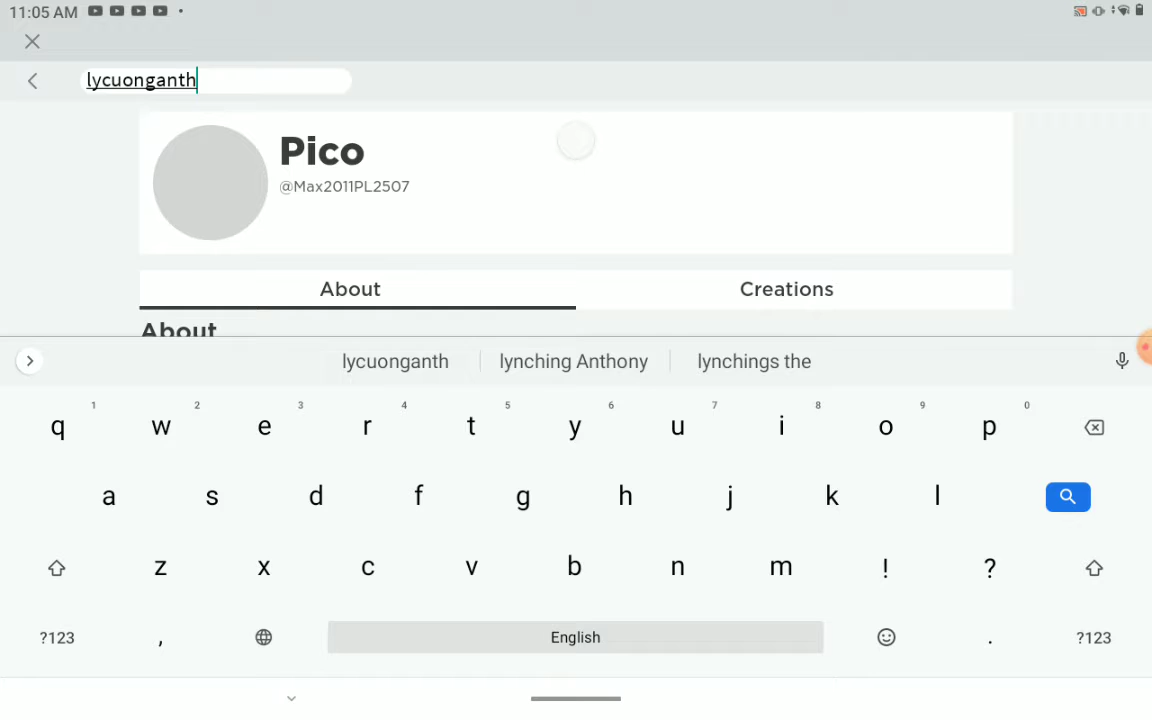 11:05 AM
lycuonganth
Pico
@Max2011PL2507
About
Creations
About
lycuonganth
lynching Anthony
lynchings the
1 2 3 4 5 6 7 8 9 0
q w e r t y u i o p
a s d f g h j k l
z x c v b n m ! ?
?123 , English . ?123